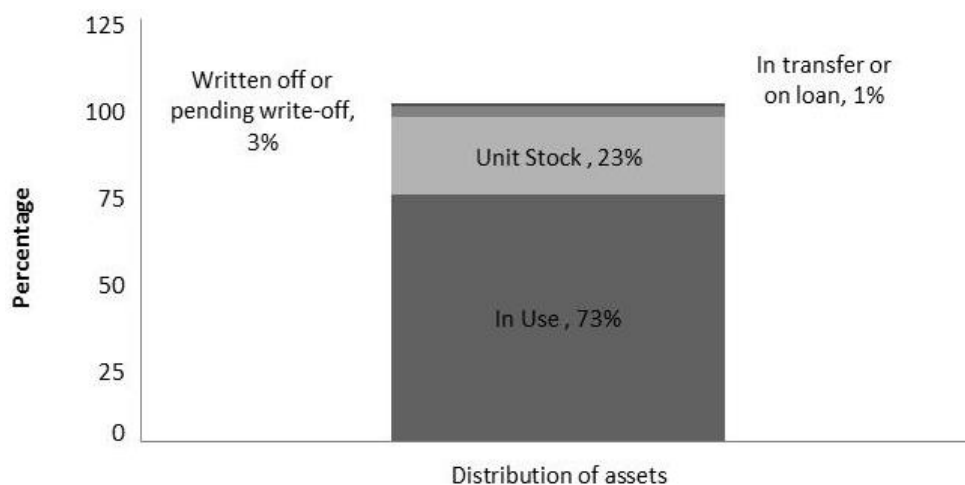 125
Written off or
pending write-off,
3%
In transfer or
on loan, 1%
100
Unit Stock , 23%
75
Percentage
50
In Use , 73%
25
0
Distribution of assets